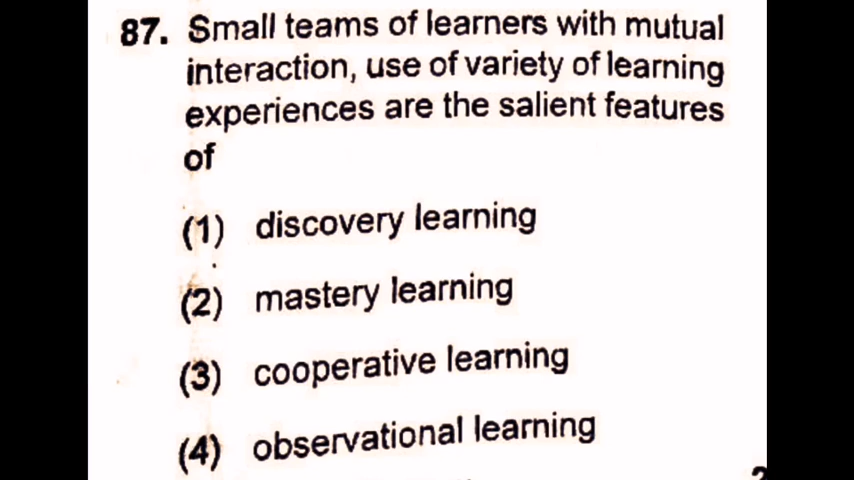 87. Small teams of learners with mutual
interaction, use of variety of learning
experiences are the salient features
of
(1) discovery learning
(2) mastery learning
(3) cooperative learning
(4) observational learning